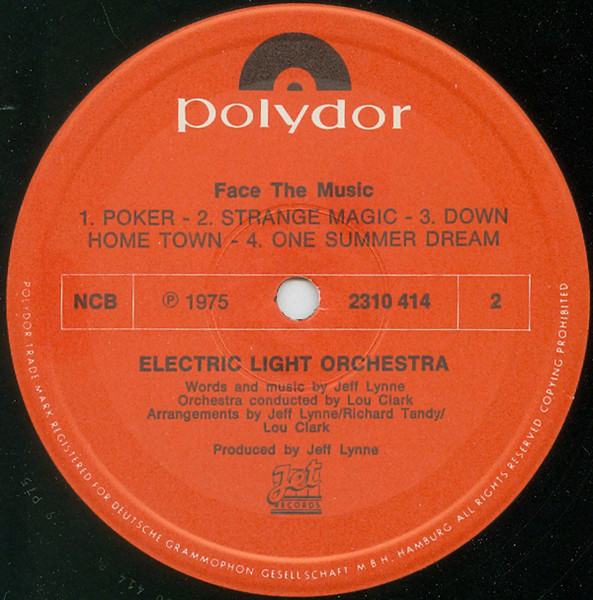 polydor
Face The Music
1. POKER - 2. STRANGE MAGIC - 3. DOWN
HOME TOWN - 4. ONE SUMMER DREAM
NCB ℗ 1975 2310 414 2
ELECTRIC LIGHT ORCHESTRA
Words and music by Jeff Lynne
Orchestra conducted by Lou Clark
Arrangements by Jeff Lynne/Richard Tandy/
Lou Clark
Produced by Jeff Lynne
Jet
RECORDS
POLYDOR TRADE MARK REGISTERED FOR DEUTSCHE GRAMMOPHON GESELLSCHAFT M B H. HAMBURG ALL RIGHTS RESERVED. COPYING PROHIBITED